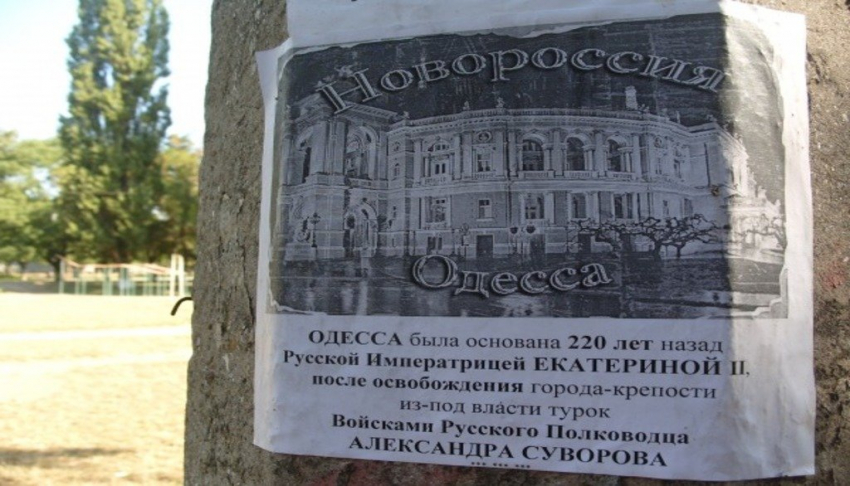 Новороссия
Одесса
ОДЕССА была основана 220 лет назад
Русской Императрицей ЕКАТЕРИНОЙ II,
после освобождения города-крепости
из-под власти турок
Войсками Русского Полководца
АЛЕКСАНДРА СУВОРОВА
... ... ...